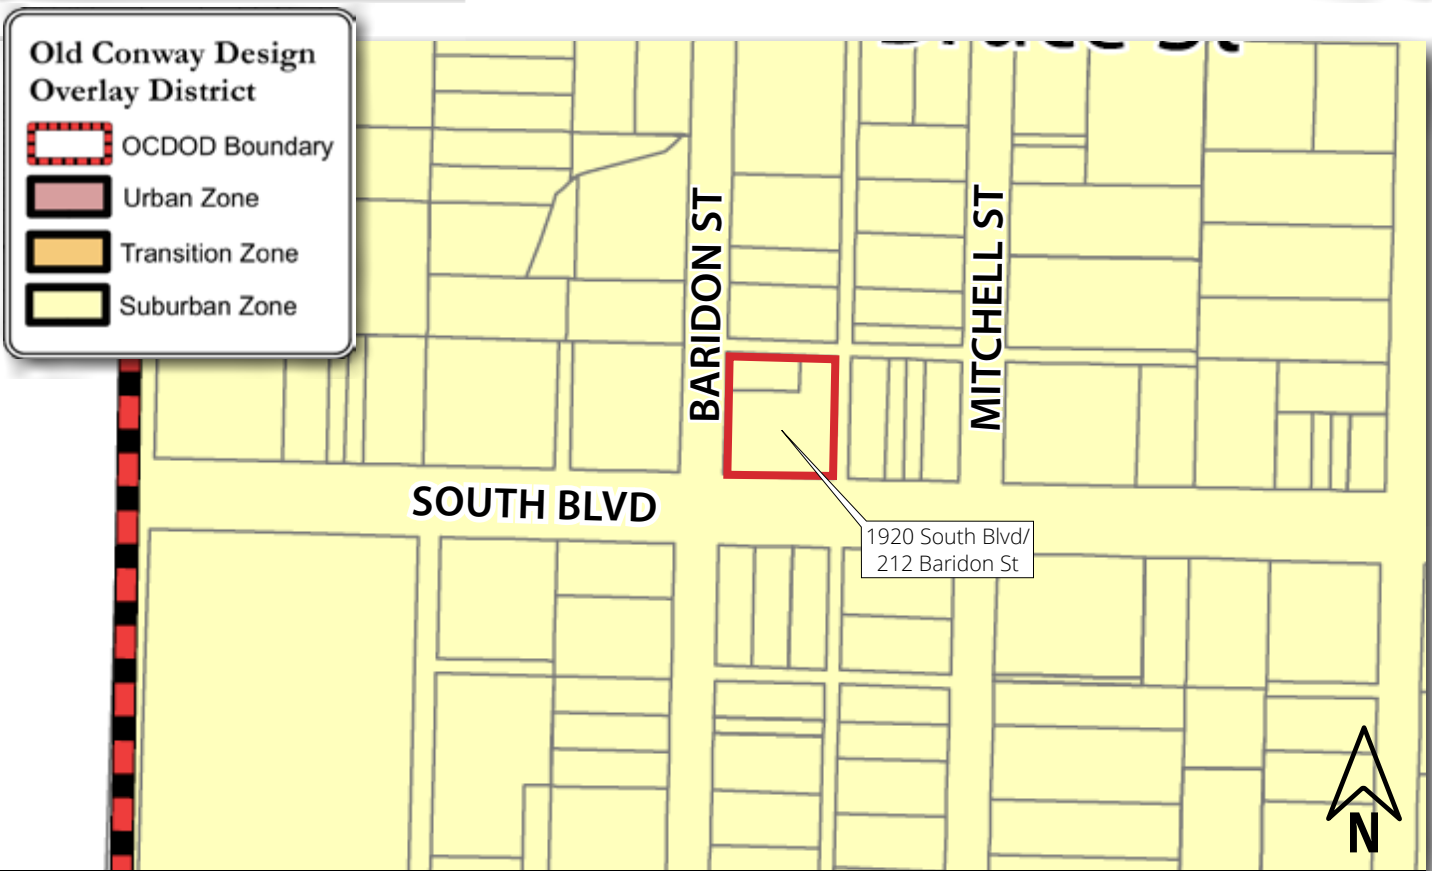 Old Conway Design
Overlay District
OCDOD Boundary
Urban Zone
Transition Zone
Suburban Zone
BARIDON ST
MITCHELL ST
SOUTH BLVD
1920 South Blvd/
212 Baridon St
N